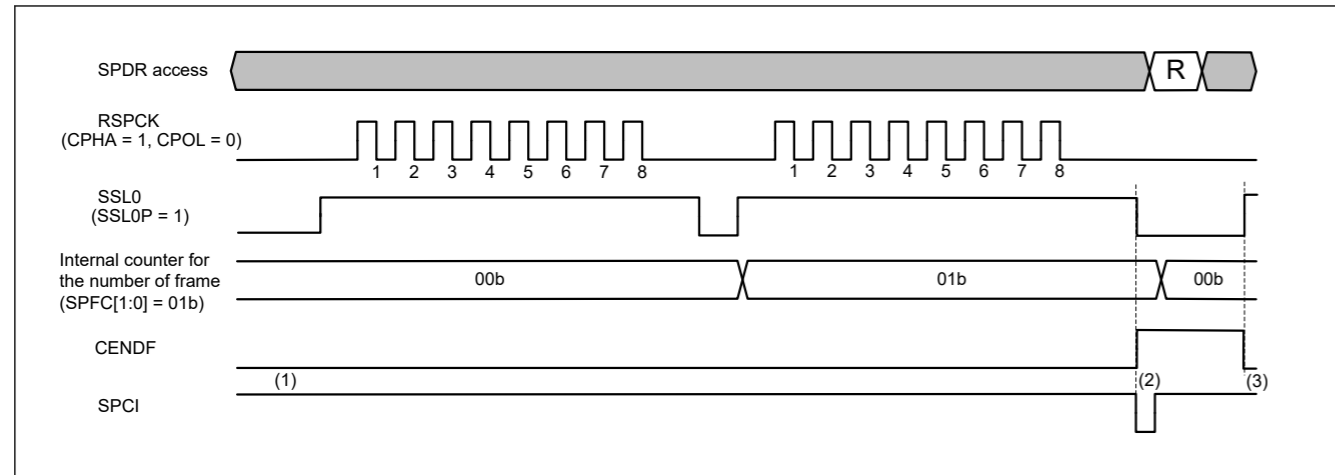 SPDR access
R
RSPCK
(CPHA = 1, CPOL = 0)
1 2 3 4 5 6 7 8 1 2 3 4 5 6 7 8
SSL0
(SSL0P = 1)
Internal counter for
the number of frame
(SPFC[1:0] = 01b)
00b 01b 00b
CENDF
(1) (2) (3)
SPCI